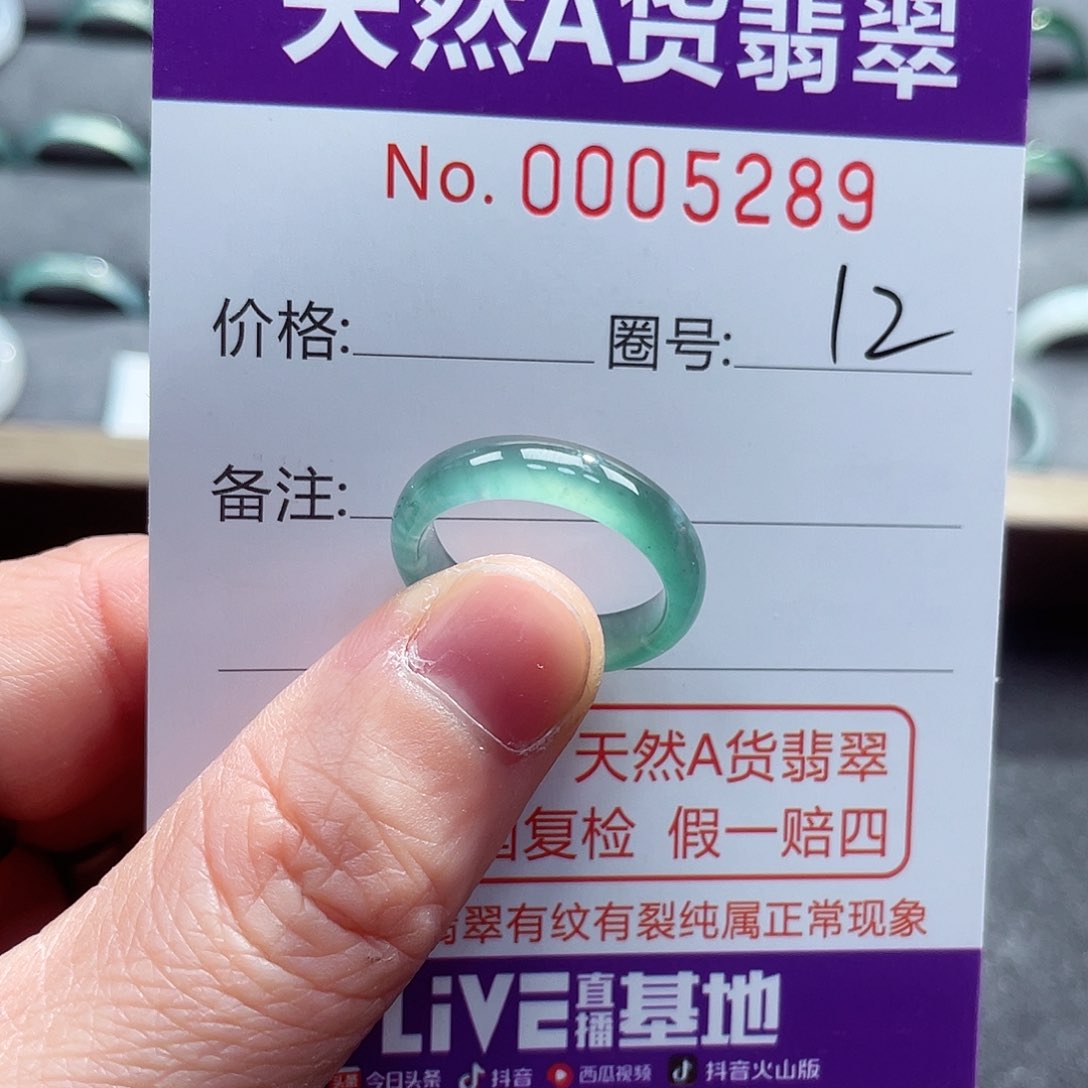 天然A货翡翠
No. 0005289
价格: 圈号: 12
备注:
天然A货翡翠
复检 假一赔四
翡翠有纹有裂纯属正常现象
LiVE直播基地
头条 今日头条 抖音 西瓜视频 抖音火山版